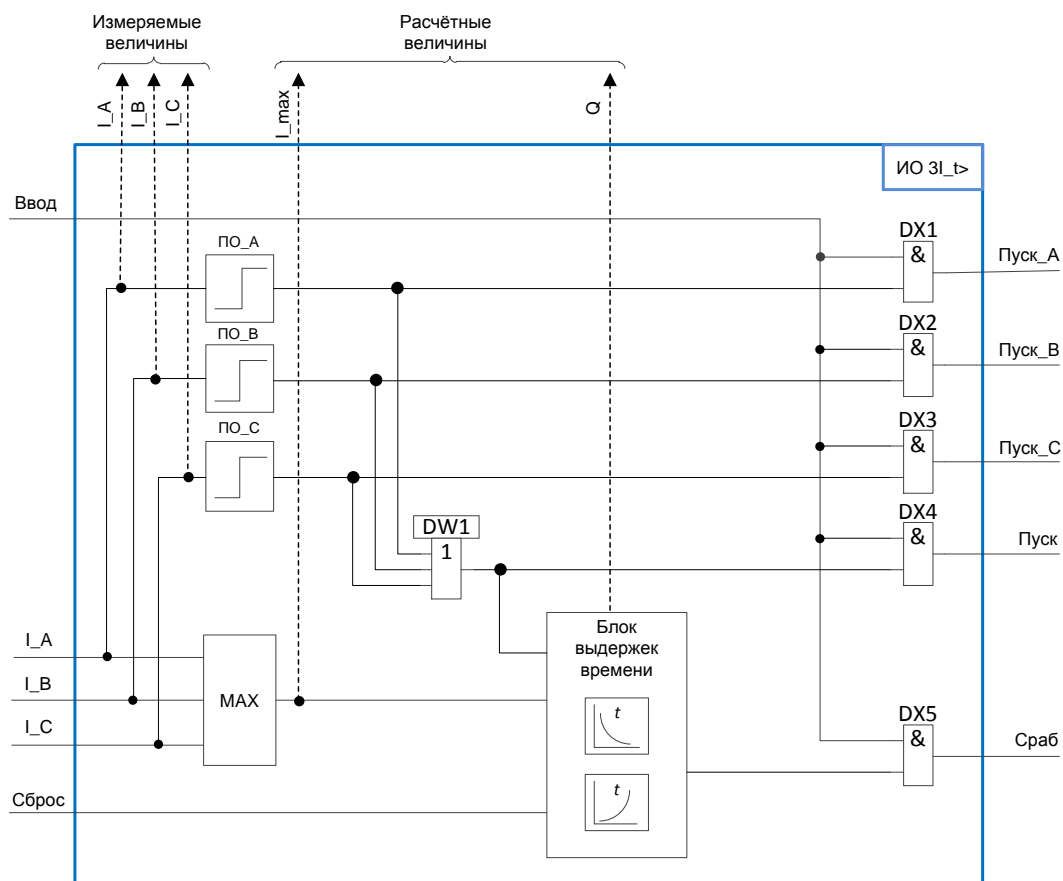 Измеряемые
величины
Расчётные
величины
I_A
I_B
I_C
I_max
Q
ИО 3I_t>
Ввод
ПО_A
DX1
&
Пуск_A
ПО_B
DX2
&
Пуск_B
ПО_C
DX3
&
Пуск_C
DW1
1
DX4
&
Пуск
Блок
выдержек
времени
I_A
I_B
I_C
MAX
t
DX5
&
Сраб
Сброс
t